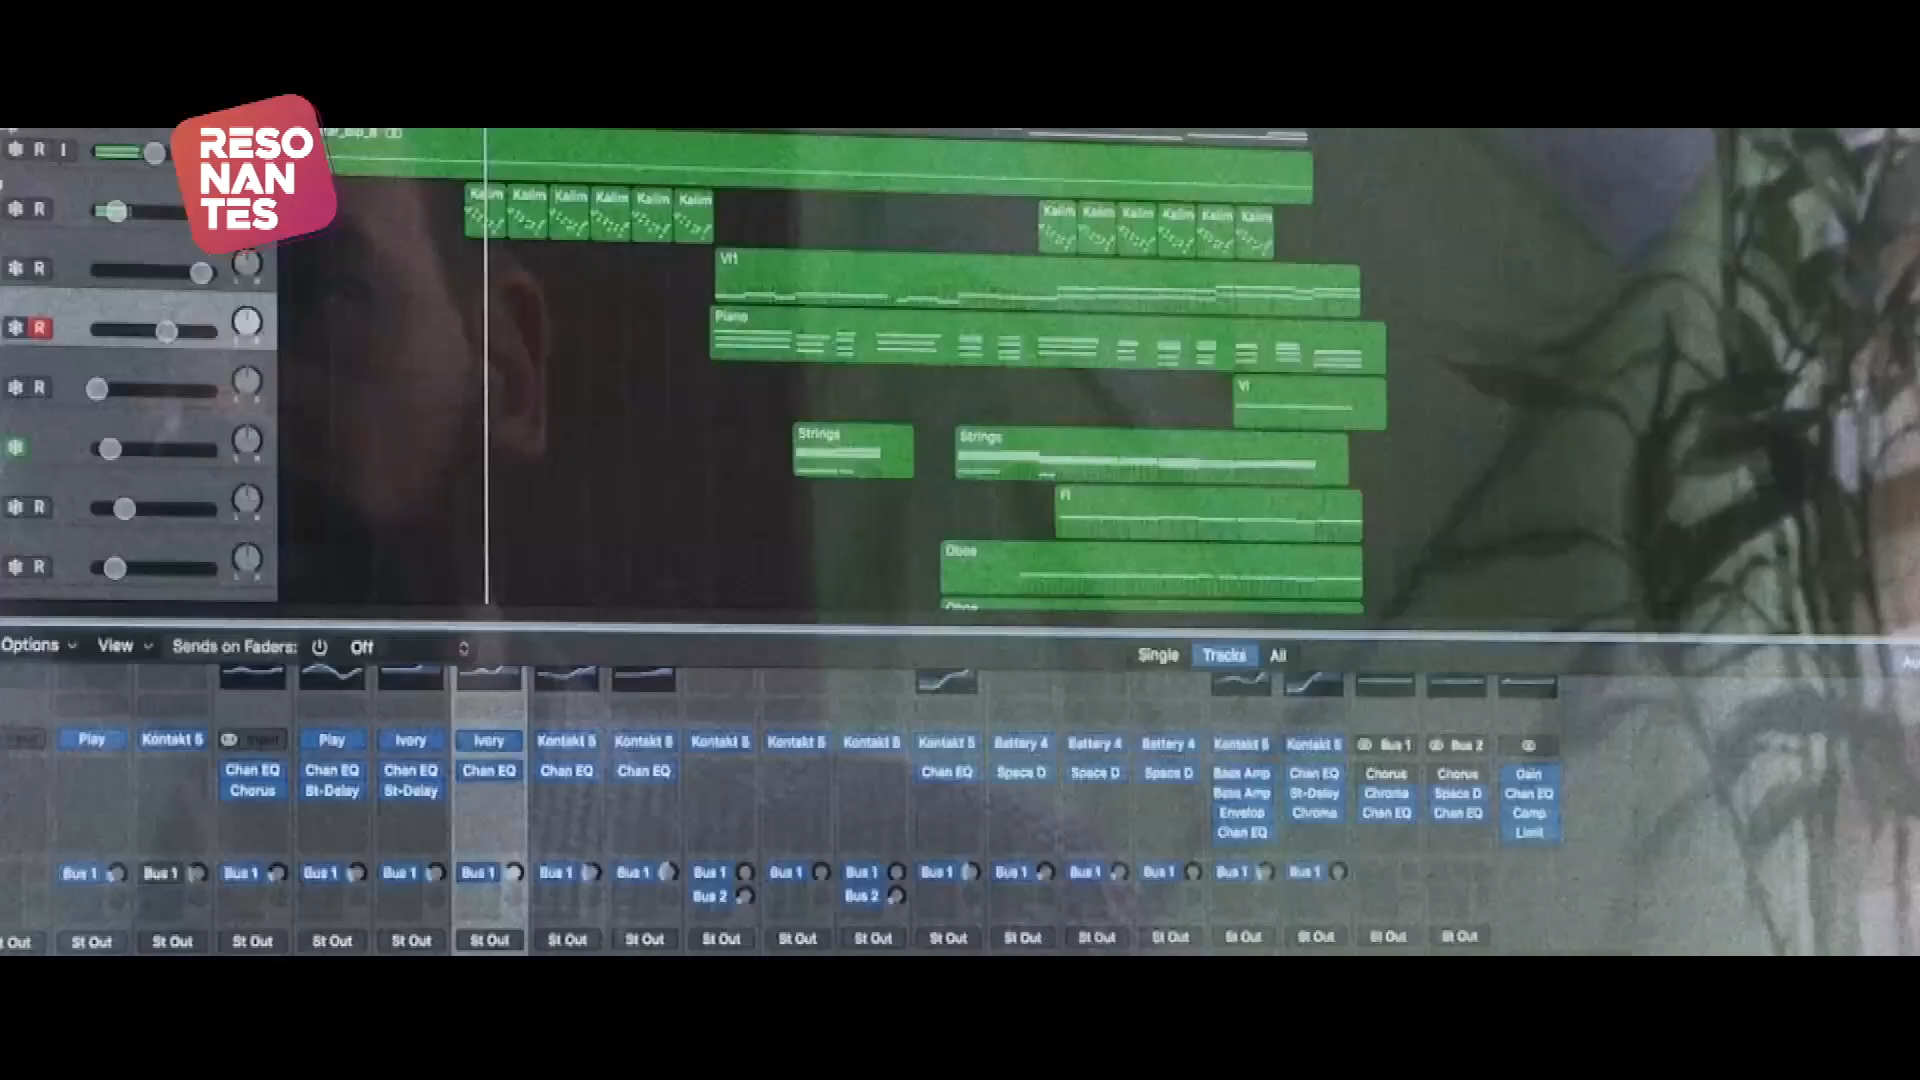 RESO
NAN
TES
R I
Kalim Kalim Kalim Kalim Kalim Kalim
Kalim Kalim Kalim Kalim Kalim Kalim
R
R
Vl1
R
Piano
R
Vl
Strings
Strings
R
Fl
R
Oboe
Oboe
Options View Sends on Faders: Off
Single Tracks All
Play Kontakt 5 Input Play Ivory Ivory Kontakt 5 Kontakt 5 Kontakt 5 Kontakt 5 Kontakt 5 Kontakt 5 Battery 4 Battery 4 Battery 4 Kontakt 5 Kontakt 5 Bus 1 Bus 2
Chan EQ Chan EQ Chan EQ Chan EQ Chan EQ Chan EQ Chan EQ Space D Space D Space D Bass Amp Chan EQ Chorus Chorus Gain
Chorus St-Delay St-Delay Bass Amp St-Delay Chroma Space D Chan EQ
Envelop Chroma Chan EQ Chan EQ Comp
Chan EQ Limit
Bus 1 Bus 1 Bus 1 Bus 1 Bus 1 Bus 1 Bus 1 Bus 1 Bus 1 Bus 1 Bus 1 Bus 1 Bus 1 Bus 1 Bus 1 Bus 1 Bus 1
Bus 2 Bus 2
St Out St Out St Out St Out St Out St Out St Out St Out St Out St Out St Out St Out St Out St Out St Out St Out St Out St Out St Out